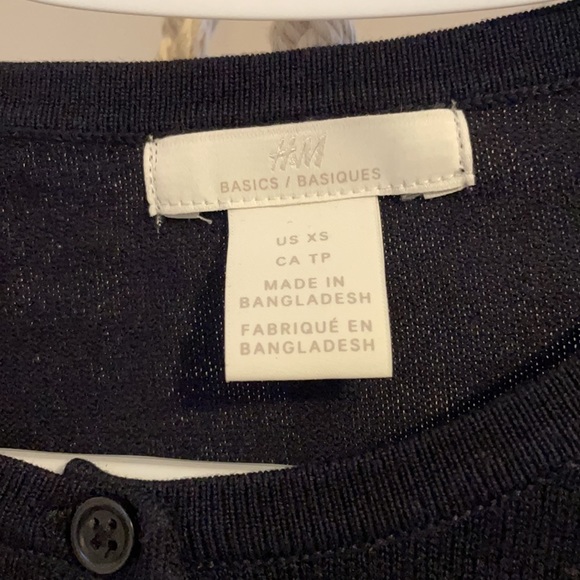 H&M
BASICS / BASIQUES
US XS
CA TP
MADE IN
BANGLADESH
FABRIQUÉ EN
BANGLADESH